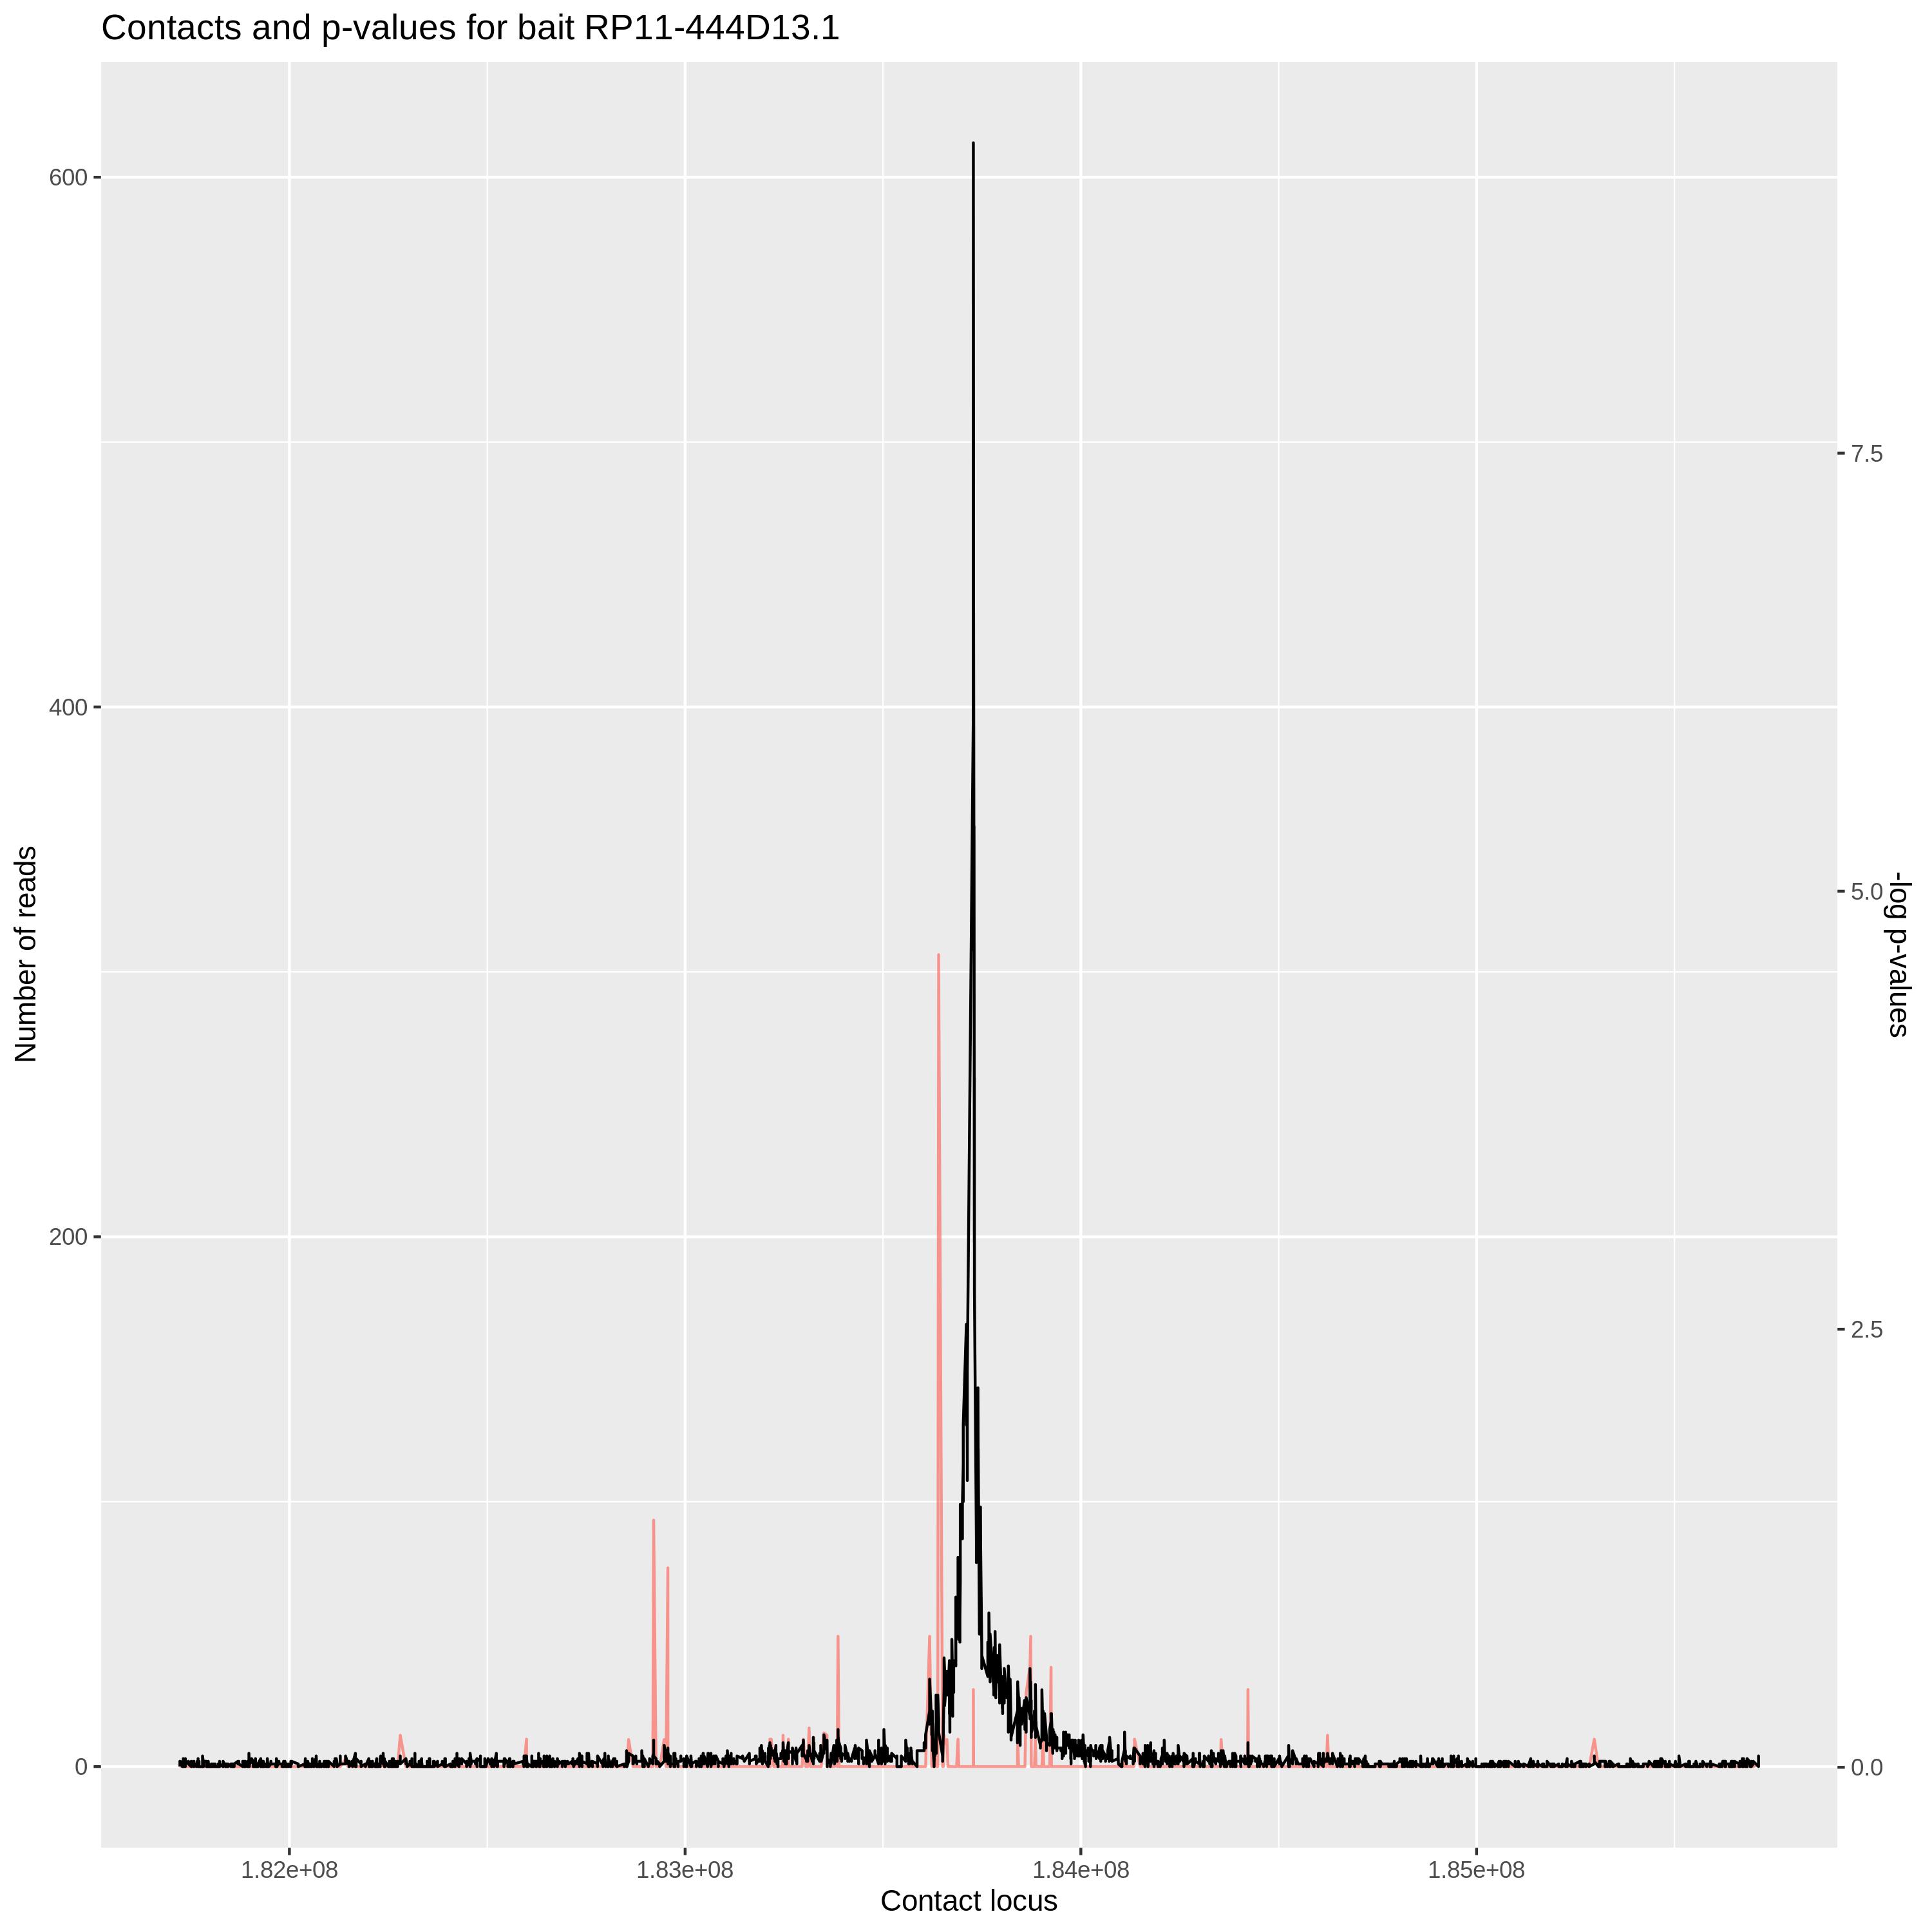 Contacts and p-values for bait RP11-444D13.1
600
400
200
0
Number of reads
7.5
5.0
2.5
0.0
-log p-values
1.82e+08
1.83e+08
1.84e+08
1.85e+08
Contact locus